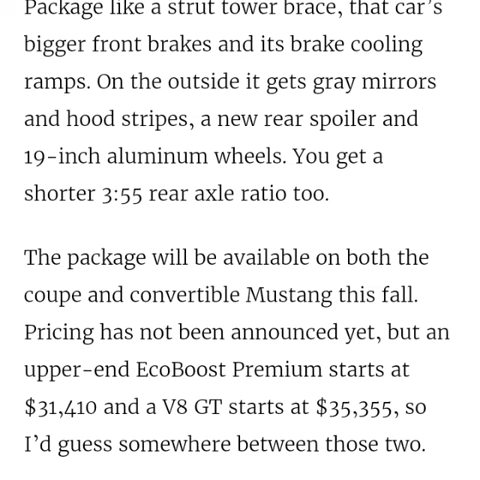 Package like a strut tower brace, that car’s
bigger front brakes and its brake cooling
ramps. On the outside it gets gray mirrors
and hood stripes, a new rear spoiler and
19-inch aluminum wheels. You get a
shorter 3:55 rear axle ratio too.
The package will be available on both the
coupe and convertible Mustang this fall.
Pricing has not been announced yet, but an
upper-end EcoBoost Premium starts at
$31,410 and a V8 GT starts at $35,355, so
I’d guess somewhere between those two.